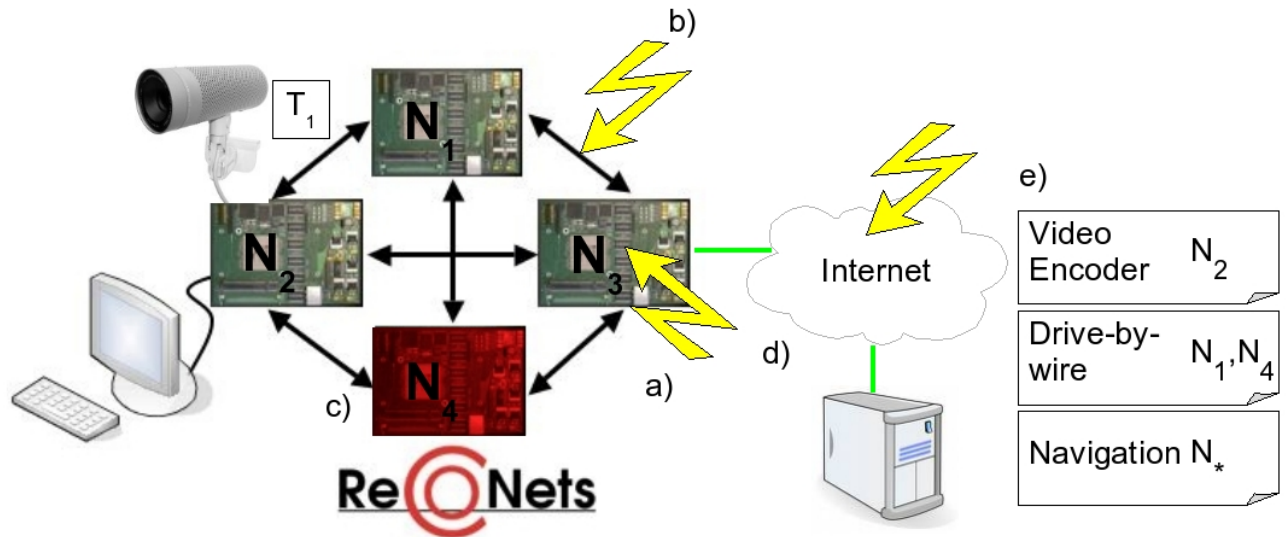 b)
T₁
N₁
e)
Video Encoder N₂
N₂
N₃
Internet
Drive-by-wire N₁,N₄
d)
a)
c)
N₄
Navigation N*
ReCoNets